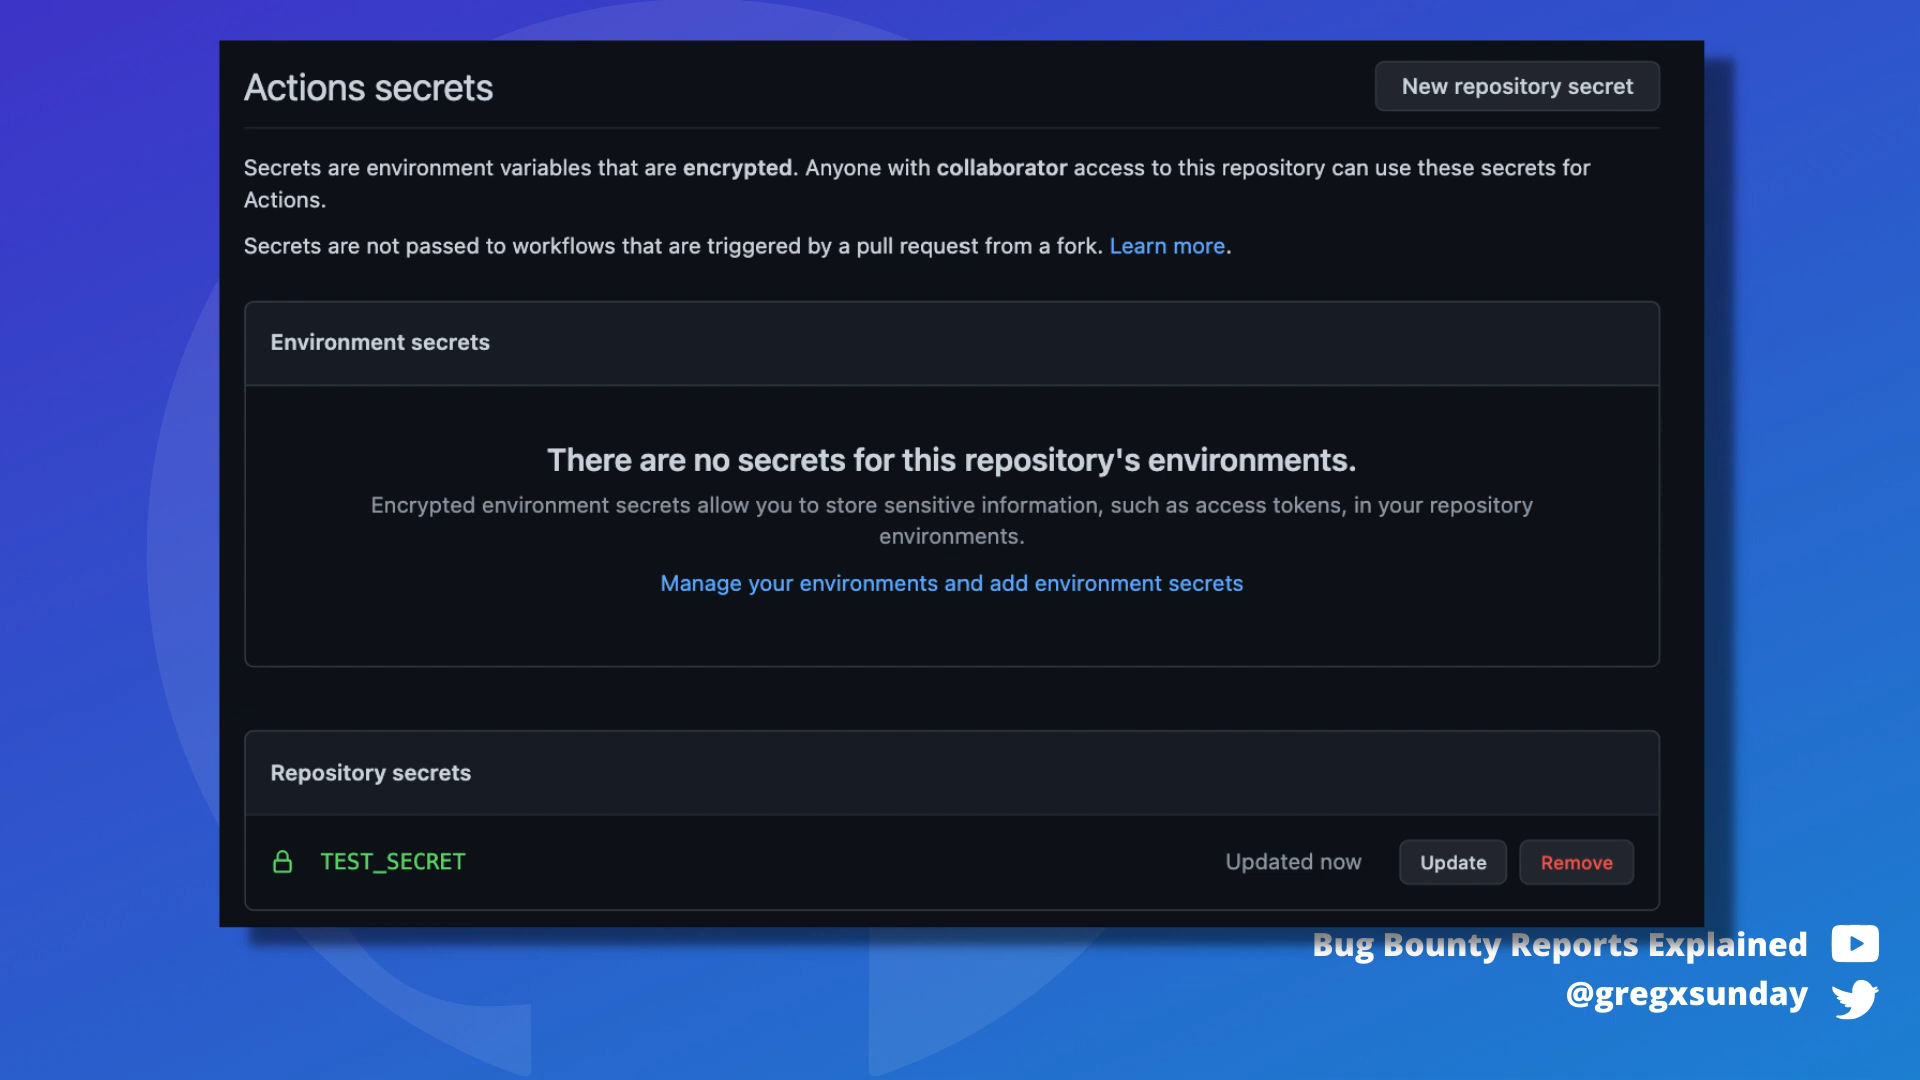 Actions secrets
New repository secret
Secrets are environment variables that are encrypted. Anyone with collaborator access to this repository can use these secrets for
Actions.
Secrets are not passed to workflows that are triggered by a pull request from a fork. Learn more.
Environment secrets
There are no secrets for this repository's environments.
Encrypted environment secrets allow you to store sensitive information, such as access tokens, in your repository
environments.
Manage your environments and add environment secrets
Repository secrets
TEST_SECRET
Updated now
Update
Remove
Bug Bounty Reports Explained
@gregxsunday